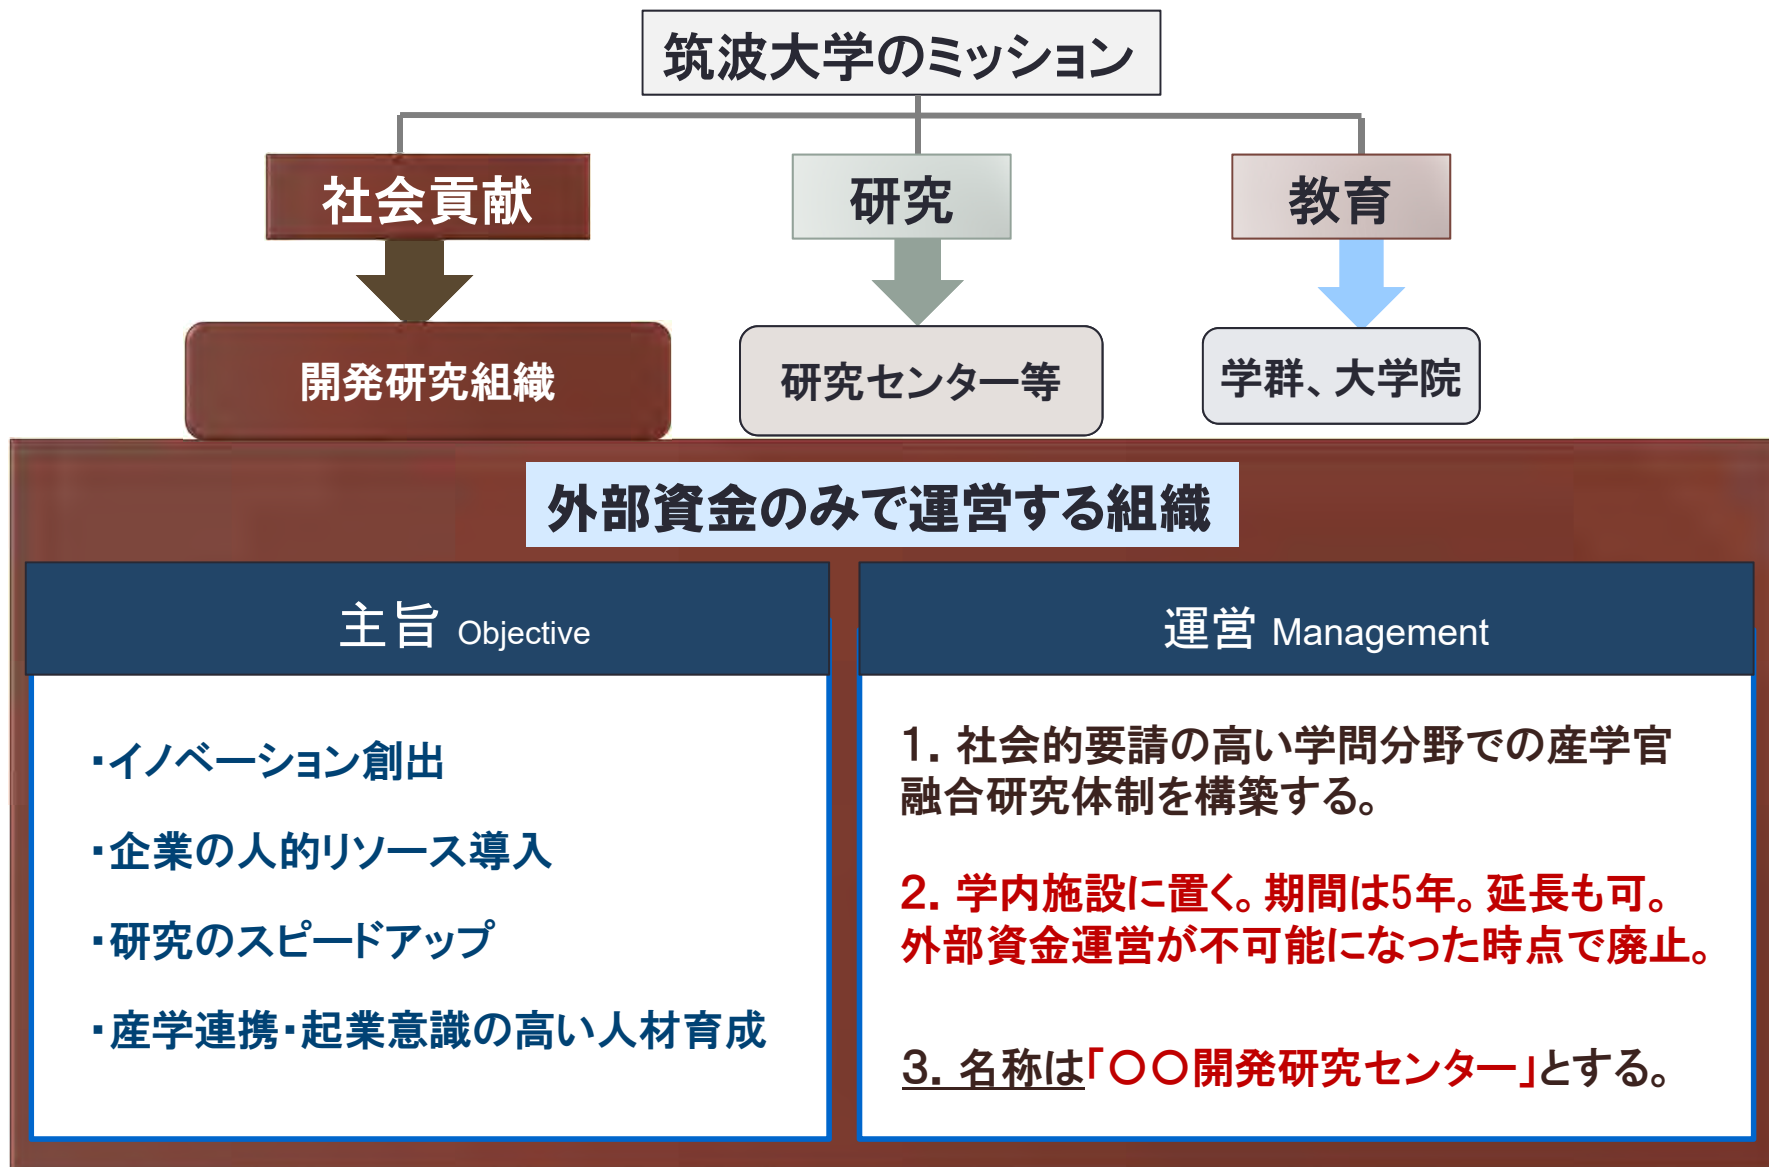 筑波大学のミッション
社会貢献
研究
教育
開発研究組織
研究センター等
学群、大学院
外部資金のみで運営する組織
主旨 Objective
・イノベーション創出
・企業の人的リソース導入
・研究のスピードアップ
・産学連携・起業意識の高い人材育成
運営 Management
1. 社会的要請の高い学問分野での産学官
融合研究体制を構築する。
2. 学内施設に置く。期間は5年。延長も可。
外部資金運営が不可能になった時点で廃止。
3. 名称は「〇〇開発研究センター」とする。